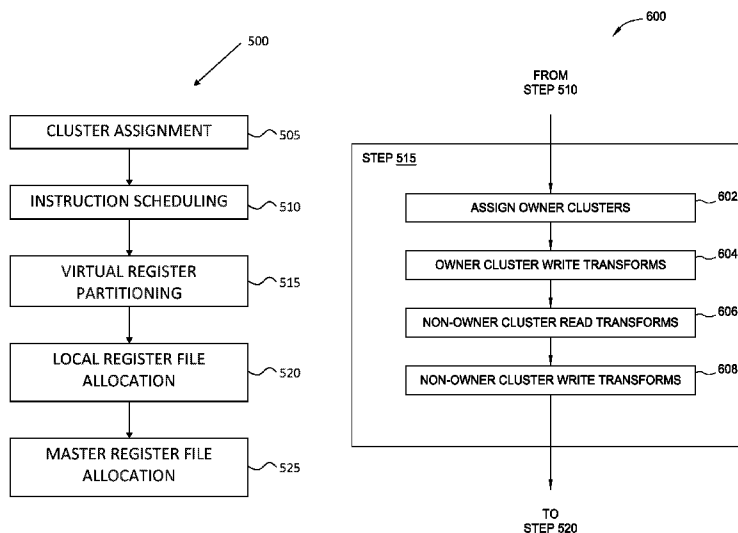 500
CLUSTER ASSIGNMENT
505
INSTRUCTION SCHEDULING
510
VIRTUAL REGISTER
PARTITIONING
515
LOCAL REGISTER FILE
ALLOCATION
520
MASTER REGISTER FILE
ALLOCATION
525
600
FROM
STEP 510
STEP 515
ASSIGN OWNER CLUSTERS
602
OWNER CLUSTER WRITE TRANSFORMS
604
NON-OWNER CLUSTER READ TRANSFORMS
606
NON-OWNER CLUSTER WRITE TRANSFORMS
608
TO
STEP 520